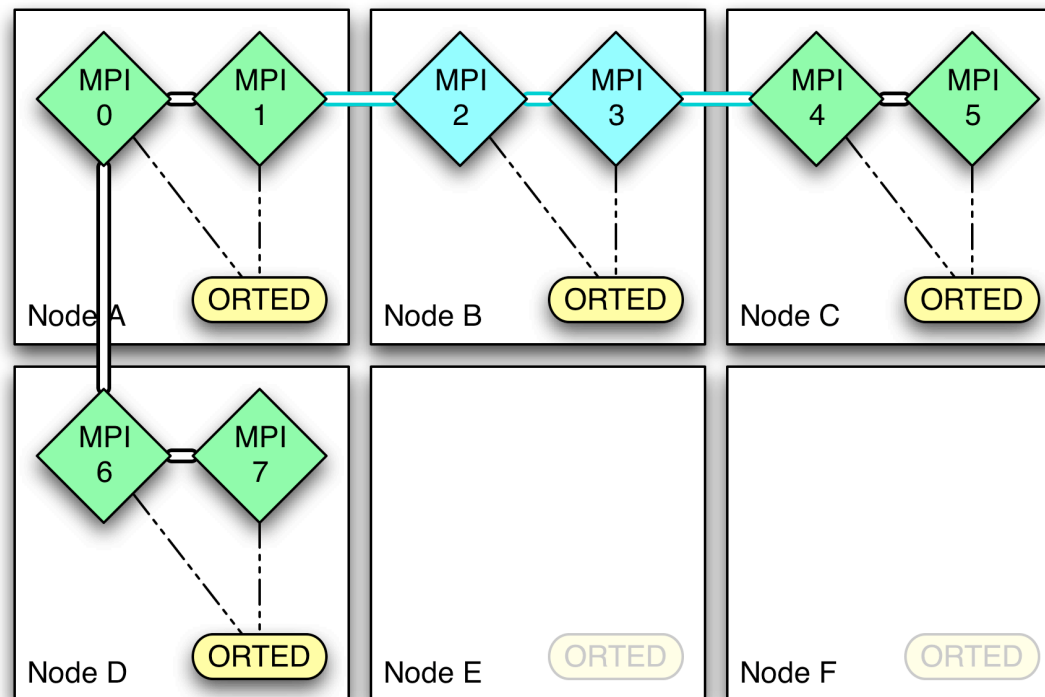 MPI
0
MPI
1
ORTED
Node A
MPI
2
MPI
3
ORTED
Node B
MPI
4
MPI
5
ORTED
Node C
MPI
6
MPI
7
ORTED
Node D
ORTED
Node E
ORTED
Node F